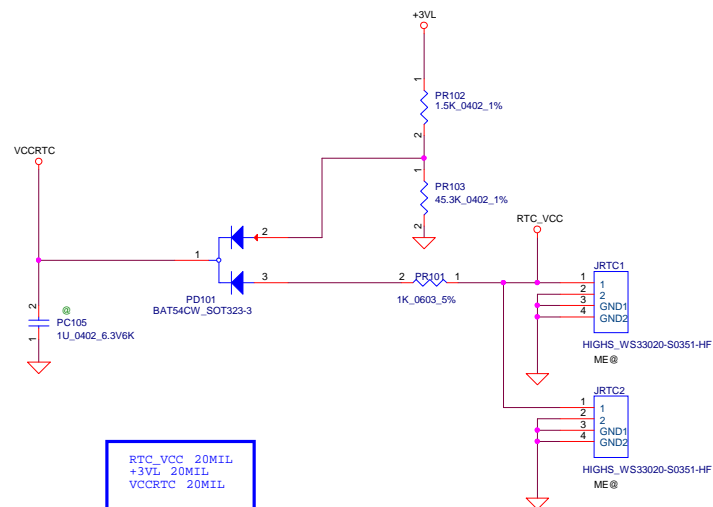 +3VL
1
PR102
1.5K_0402_1%
2
VCCRTC
1
PR103
45.3K_0402_1%
2
RTC_VCC
2
1
3
PD101
BAT54CW_SOT323-3
2 PR101 1
1K_0603_5%
JRTC1
1 1
2 2
3 GND1
4 GND2
HIGHS_WS33020-S0351-HF
ME@
2
@
PC105
1 1U_0402_6.3V6K
JRTC2
1 1
2 2
3 GND1
4 GND2
HIGHS_WS33020-S0351-HF
ME@
RTC_VCC 20MIL
+3VL 20MIL
VCCRTC 20MIL